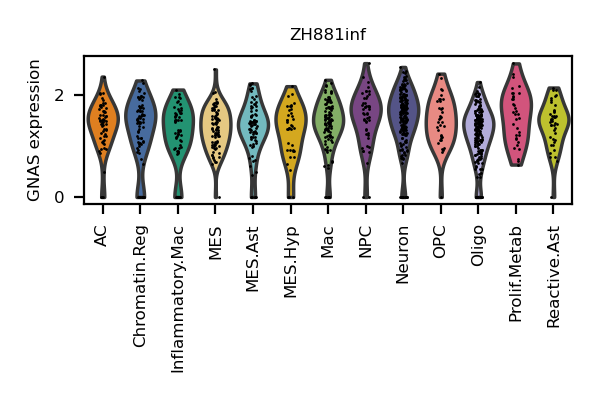 ZH881inf
GNAS expression
2
0
AC
Chromatin.Reg
Inflammatory.Mac
MES
MES.Ast
MES.Hyp
Mac
NPC
Neuron
OPC
Oligo
Prolif.Metab
Reactive.Ast